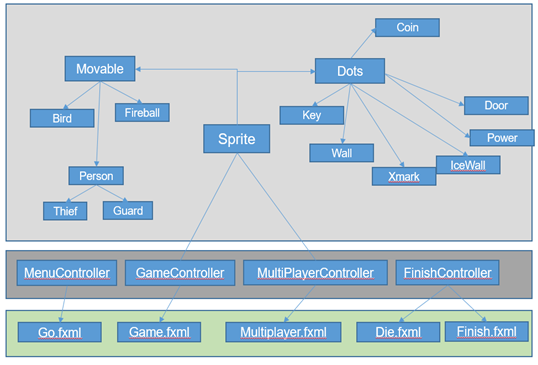 Coin
Movable
Dots
Bird
Fireball
Key
Door
Sprite
Power
Wall
IceWall
Person
Xmark
Thief
Guard
MenuController
GameController
MultiPlayerController
FinishController
Go.fxml
Game.fxml
Multiplayer.fxml
Die.fxml
Finish.fxml